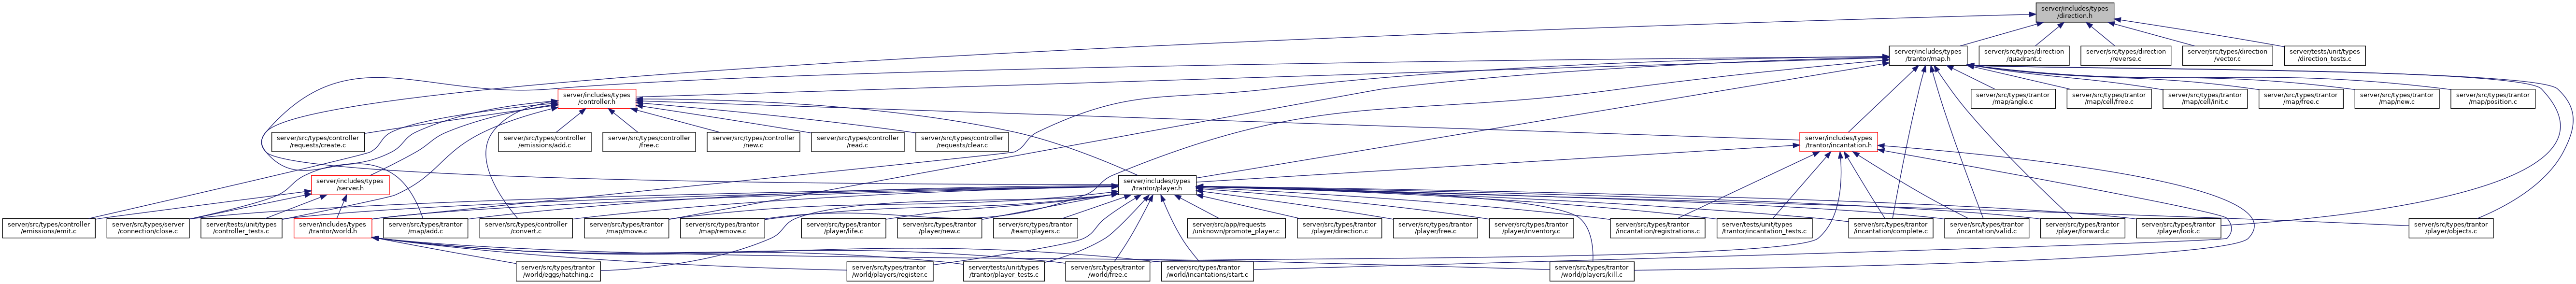 server/includes/types
/direction.h
server/includes/types
/trantor/map.h
server/src/types/direction
/quadrant.c
server/src/types/direction
/reverse.c
server/src/types/direction
/vector.c
server/tests/unit/types
/direction_tests.c
server/includes/types
/controller.h
server/src/types/trantor
/map/angle.c
server/src/types/trantor
/map/cell/free.c
server/src/types/trantor
/map/cell/init.c
server/src/types/trantor
/map/free.c
server/src/types/trantor
/map/new.c
server/src/types/trantor
/map/position.c
server/src/types/controller
/requests/create.c
server/src/types/controller
/emissions/add.c
server/src/types/controller
/free.c
server/src/types/controller
/new.c
server/src/types/controller
/read.c
server/src/types/controller
/requests/clear.c
server/includes/types
/trantor/incantation.h
server/includes/types
/server.h
server/includes/types
/trantor/player.h
server/src/types/controller
/emissions/emit.c
server/src/types/server
/connection/close.c
server/tests/unit/types
/controller_tests.c
server/includes/types
/trantor/world.h
server/src/types/trantor
/map/add.c
server/src/types/controller
/convert.c
server/src/types/trantor
/map/move.c
server/src/types/trantor
/map/remove.c
server/src/types/trantor
/player/life.c
server/src/types/trantor
/player/new.c
server/src/types/trantor
/team/players.c
server/src/app/requests
/unknown/promote_player.c
server/src/types/trantor
/player/direction.c
server/src/types/trantor
/player/free.c
server/src/types/trantor
/player/inventory.c
server/src/types/trantor
/incantation/registrations.c
server/tests/unit/types
/trantor/incantation_tests.c
server/src/types/trantor
/incantation/complete.c
server/src/types/trantor
/incantation/valid.c
server/src/types/trantor
/player/forward.c
server/src/types/trantor
/player/look.c
server/src/types/trantor
/player/objects.c
server/src/types/trantor
/world/eggs/hatching.c
server/src/types/trantor
/world/players/register.c
server/tests/unit/types
/trantor/player_tests.c
server/src/types/trantor
/world/free.c
server/src/types/trantor
/world/incantations/start.c
server/src/types/trantor
/world/players/kill.c